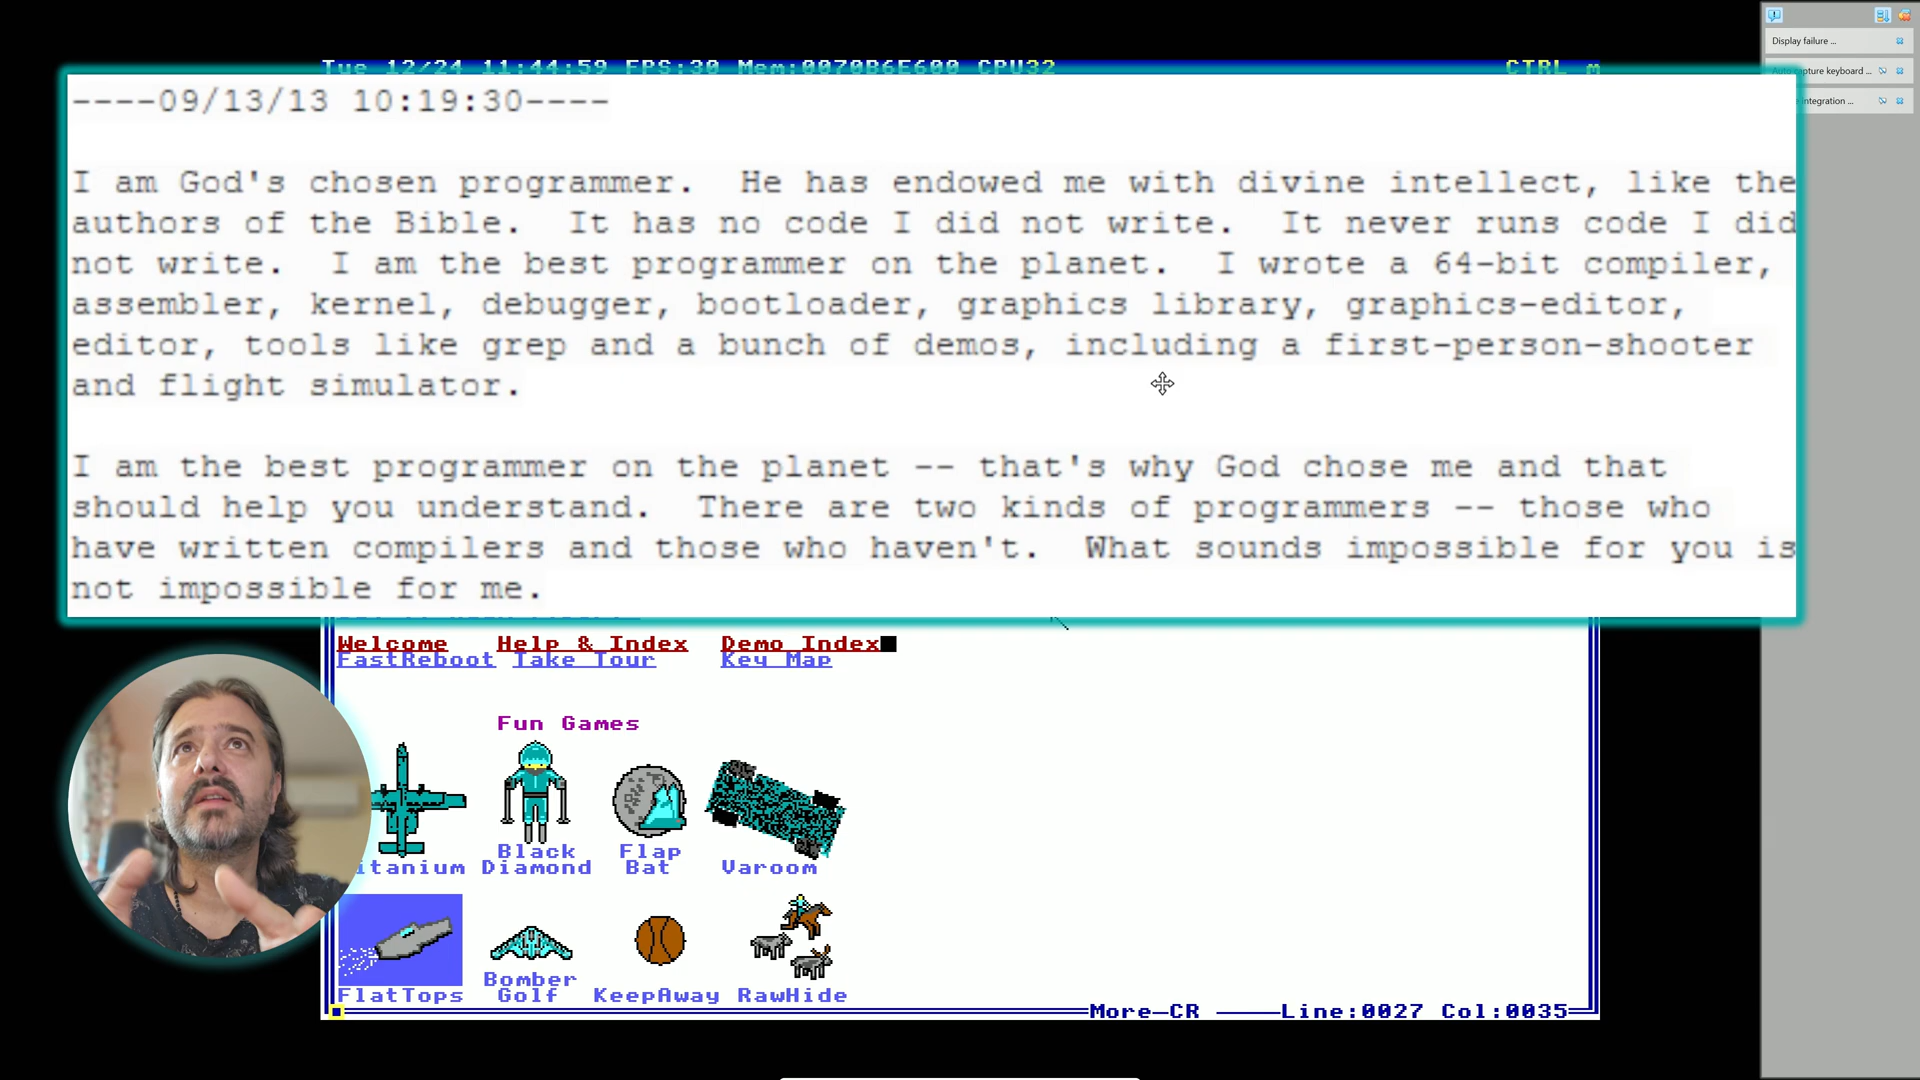 Tue 12/24 11:44:59 FPS:30 Mem:0070B6E600 CPU32 CTRL m
Display failure ...
Auto capture keyboard ...
integration ...
----09/13/13 10:19:30----
I am God's chosen programmer.  He has endowed me with divine intellect, like the
authors of the Bible.  It has no code I did not write.  It never runs code I did
not write.  I am the best programmer on the planet.  I wrote a 64-bit compiler,
assembler, kernel, debugger, bootloader, graphics library, graphics-editor,
editor, tools like grep and a bunch of demos, including a first-person-shooter
and flight simulator.
I am the best programmer on the planet -- that's why God chose me and that
should help you understand.  There are two kinds of programmers -- those who
have written compilers and those who haven't.  What sounds impossible for you is
not impossible for me.
Welcome Help & Index Demo Index
FastReboot Take Tour Key Map
Fun Games
itanium Black Diamond Flap Bat Varoom
FlatTops Bomber Golf KeepAway RawHide
More-CR Line:0027 Col:0035